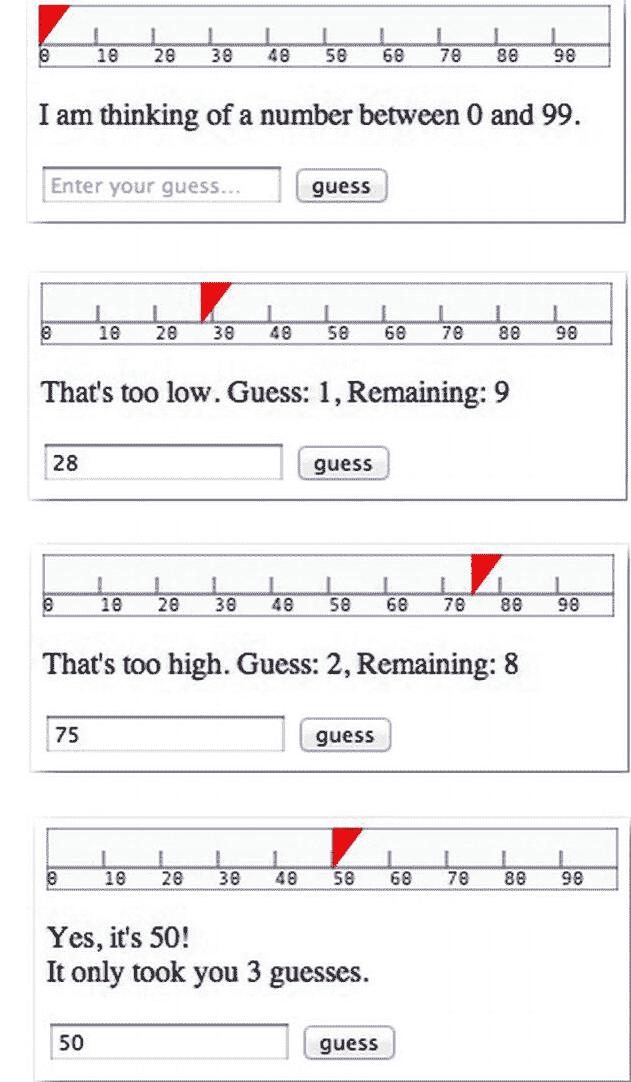 0 10 20 30 40 50 60 70 80 90
I am thinking of a number between 0 and 99.
Enter your guess... guess
0 10 20 30 40 50 60 70 80 90
That's too low. Guess: 1, Remaining: 9
28 guess
0 10 20 30 40 50 60 70 80 90
That's too high. Guess: 2, Remaining: 8
75 guess
0 10 20 30 40 50 60 70 80 90
Yes, it's 50!
It only took you 3 guesses.
50 guess